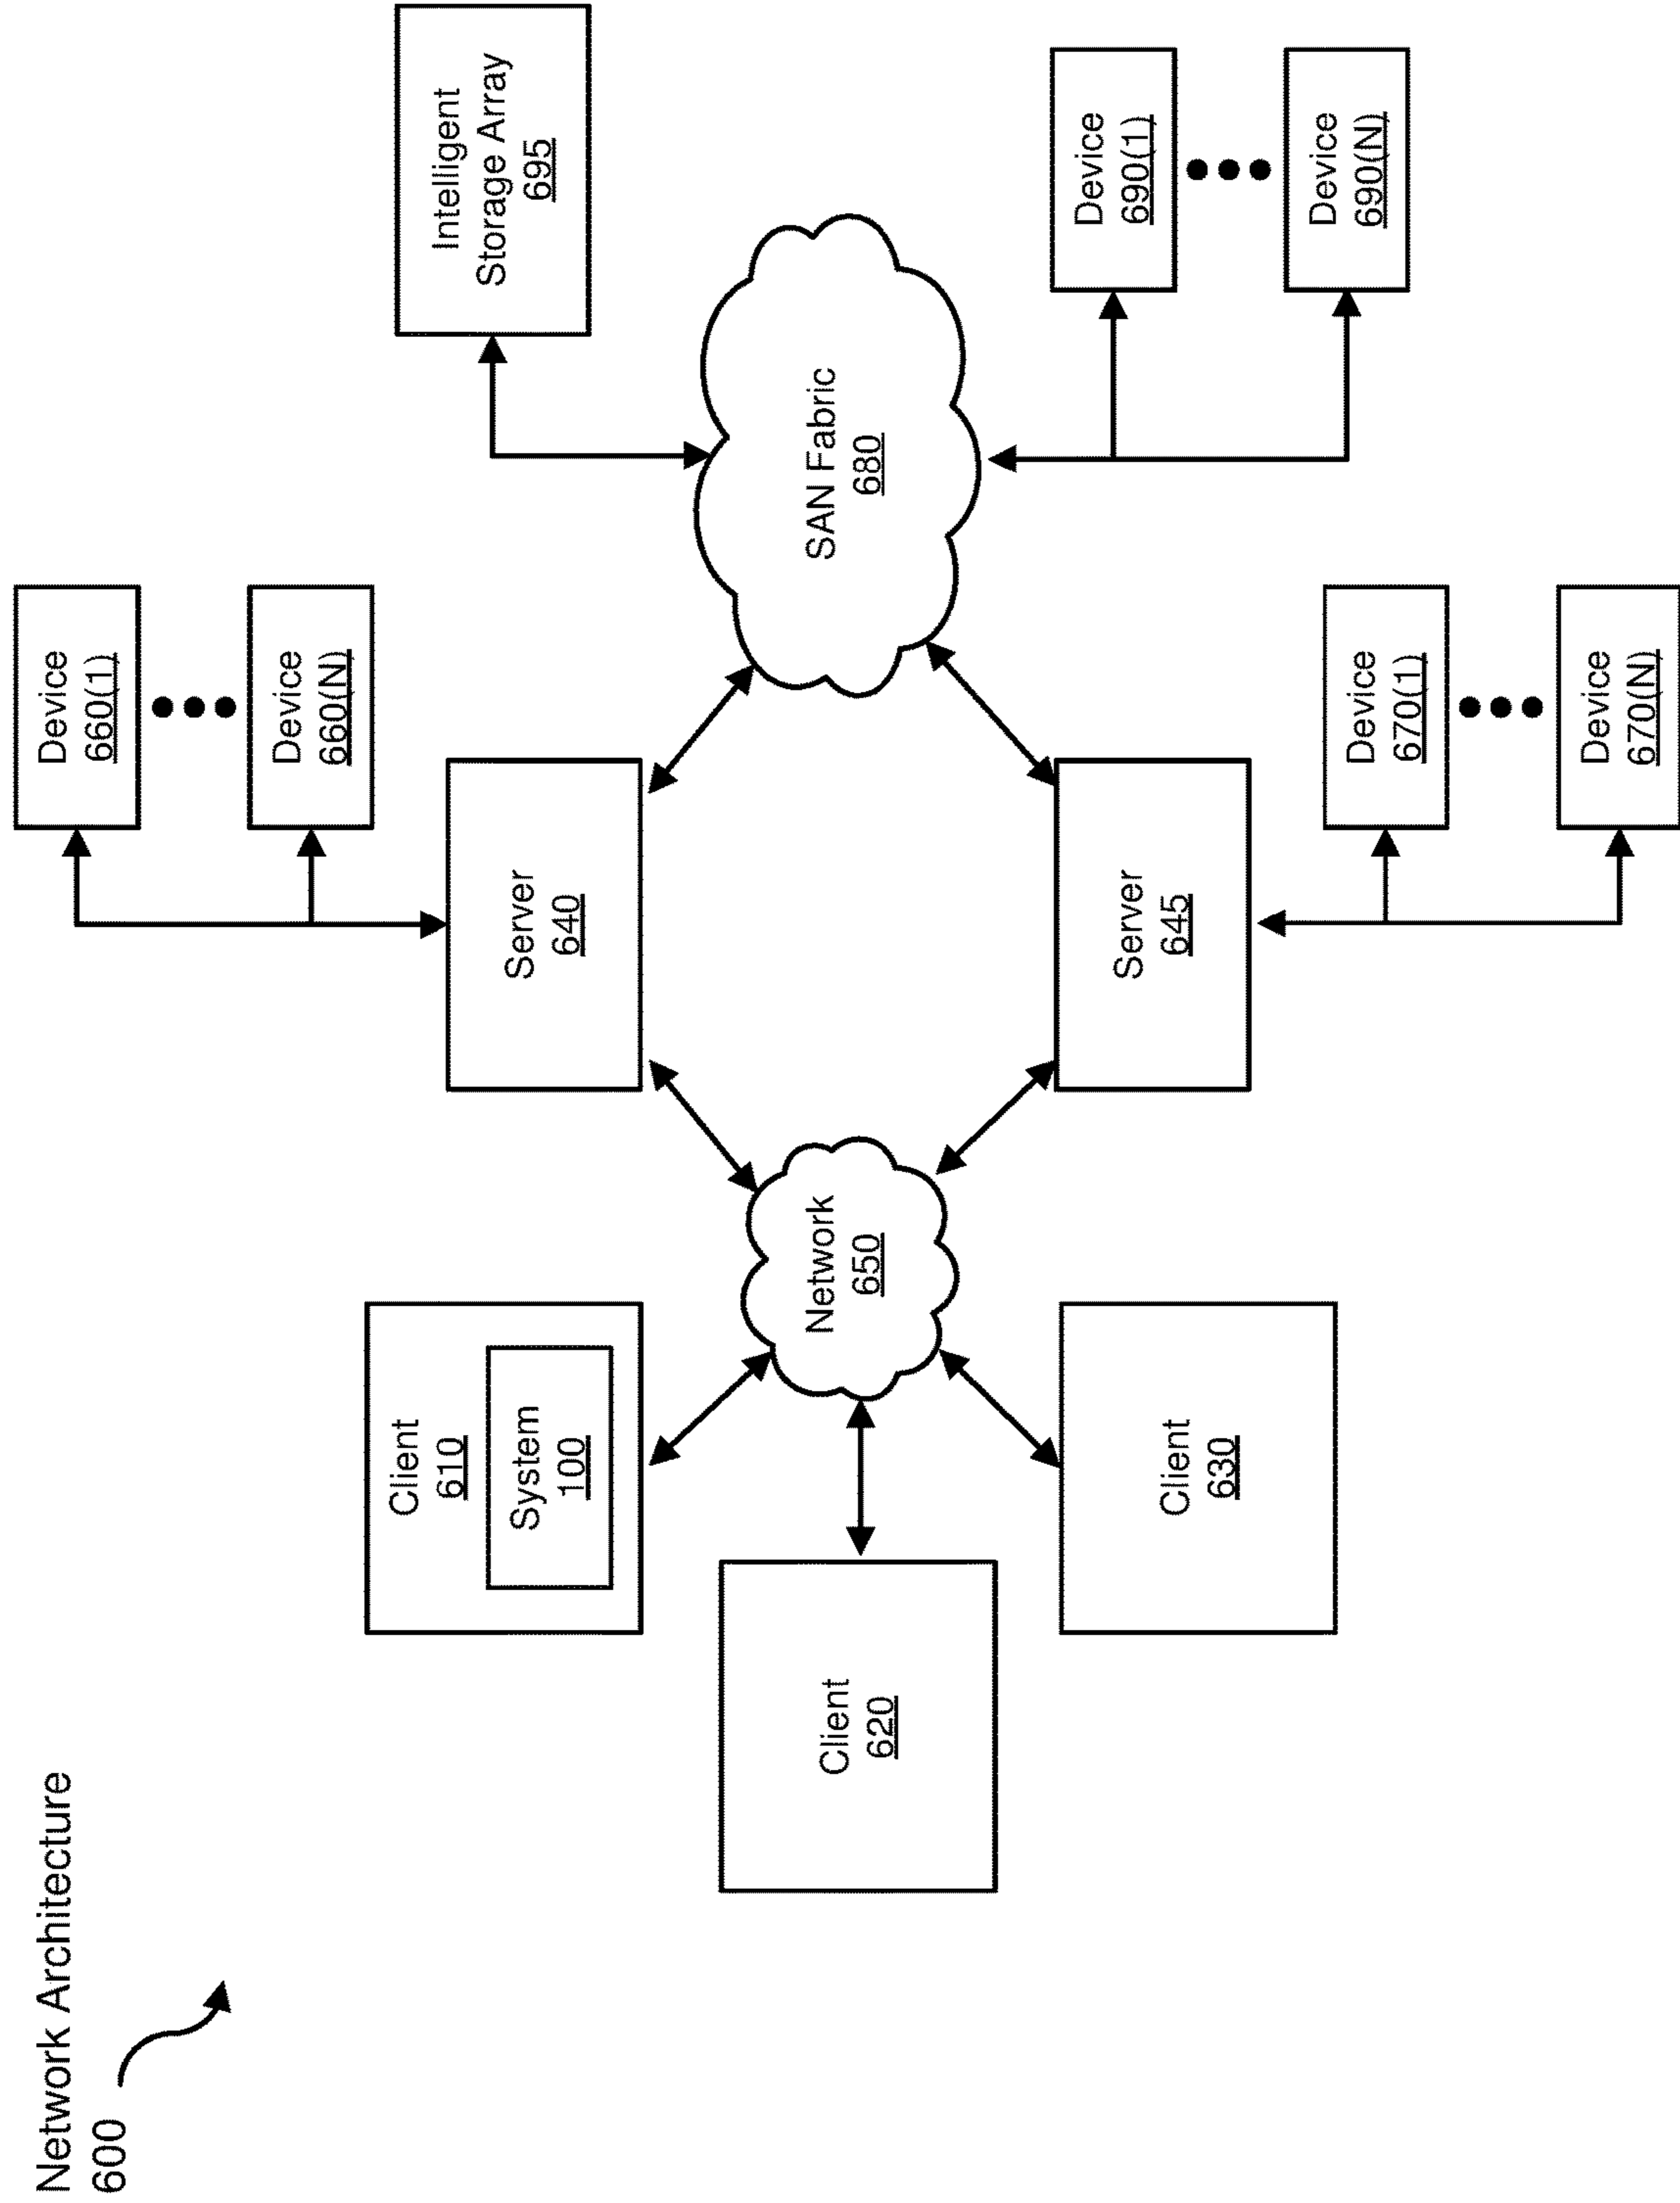 Network Architecture
600
Device
660(1)
Device
660(N)
Intelligent
Storage Array
695
Client
610
System
100
Server
640
Client
620
Network
650
SAN Fabric
680
Client
630
Server
645
Device
690(1)
Device
690(N)
Device
670(1)
Device
670(N)